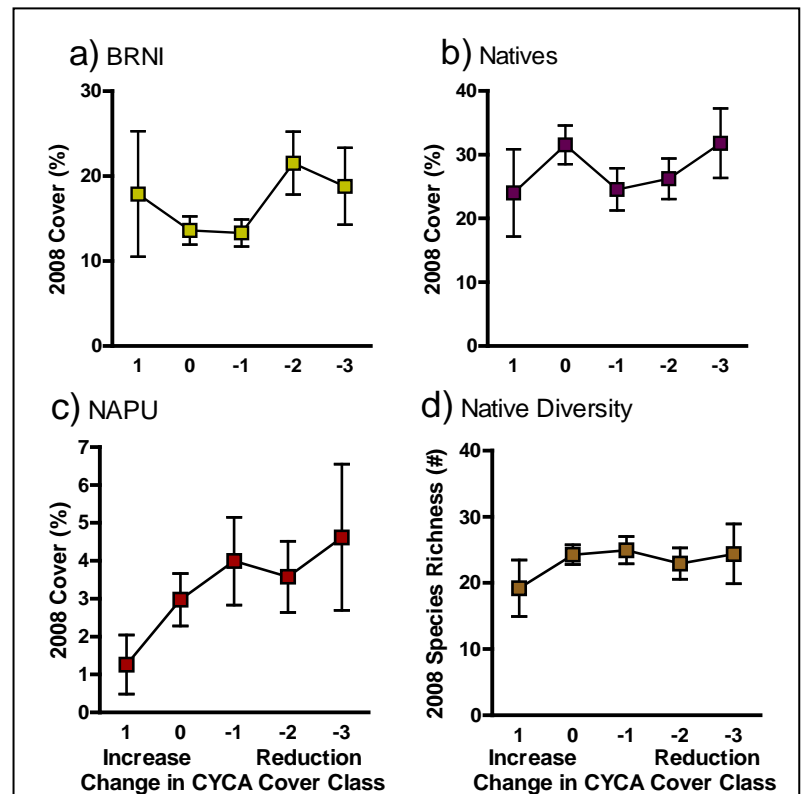 a) BRNI
30
20
10
0
2008 Cover (%)
1 0 -1 -2 -3
b) Natives
40
30
20
10
0
2008 Cover (%)
1 0 -1 -2 -3
c) NAPU
7
6
5
4
3
2
1
0
2008 Cover (%)
1 0 -1 -2 -3
Increase Reduction
Change in CYCA Cover Class
d) Native Diversity
40
30
20
10
0
2008 Species Richness (#)
1 0 -1 -2 -3
Increase Reduction
Change in CYCA Cover Class